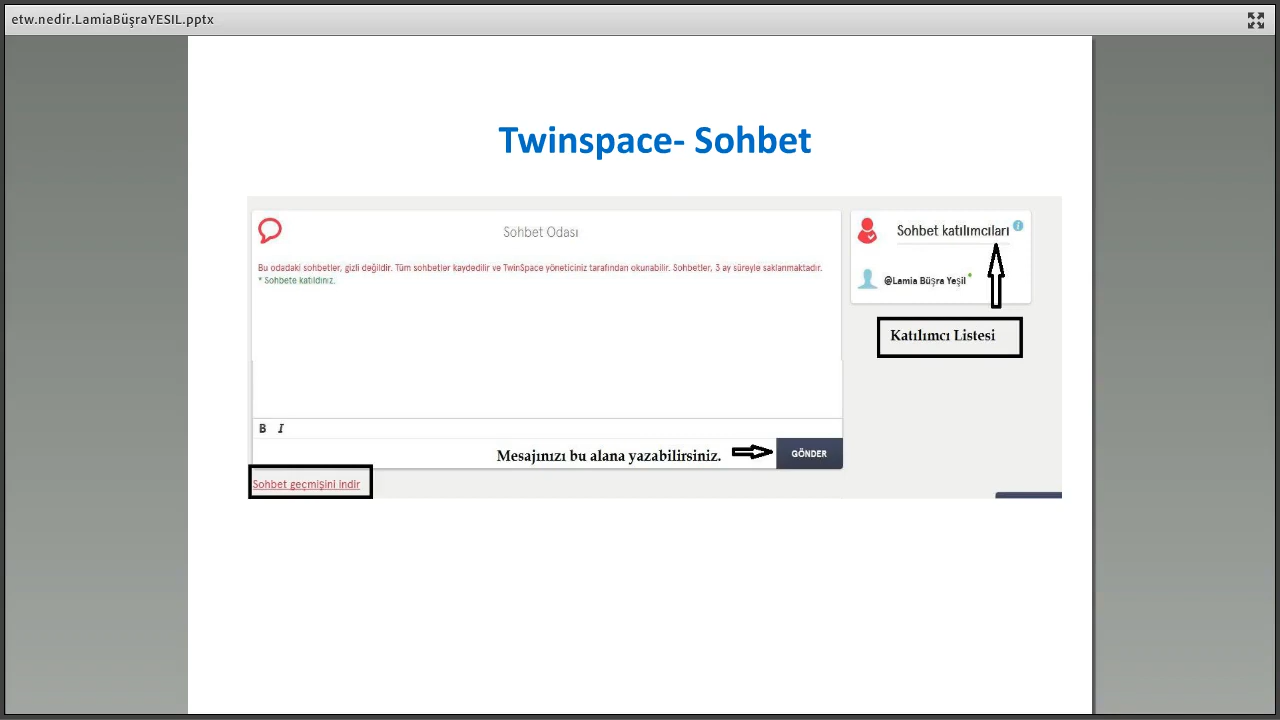 etw.nedir.LamiaBüşraYESIL.pptx
Twinspace- Sohbet
Sohbet Odası
Bu odadaki sohbetler, gizli değildir. Tüm sohbetler kaydedilir ve TwinSpace yöneticiniz tarafından okunabilir. Sohbetler, 3 ay süreyle saklanmaktadır.
* Sohbete katıldınız.
Sohbet katılımcıları
@Lamia Büşra Yeşil
Katılımcı Listesi
B I
Mesajınızı bu alana yazabilirsiniz.
GÖNDER
Sohbet geçmişini indir